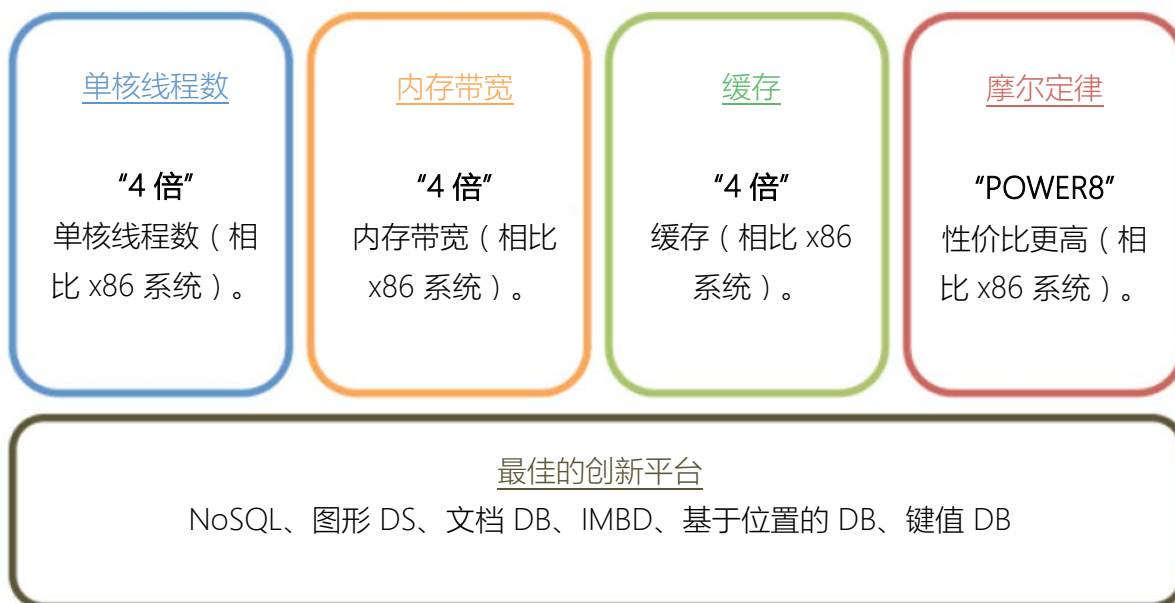 单核线程数
“4 倍”
单核线程数（相
比 x86 系统）。
内存带宽
“4 倍”
内存带宽（相比
x86 系统）。
缓存
“4 倍”
缓存（相比 x86
系统）。
摩尔定律
“POWER8”
性价比更高（相
比 x86 系统）。
最佳的创新平台
NoSQL、图形 DS、文档 DB、IMBD、基于位置的 DB、键值 DB